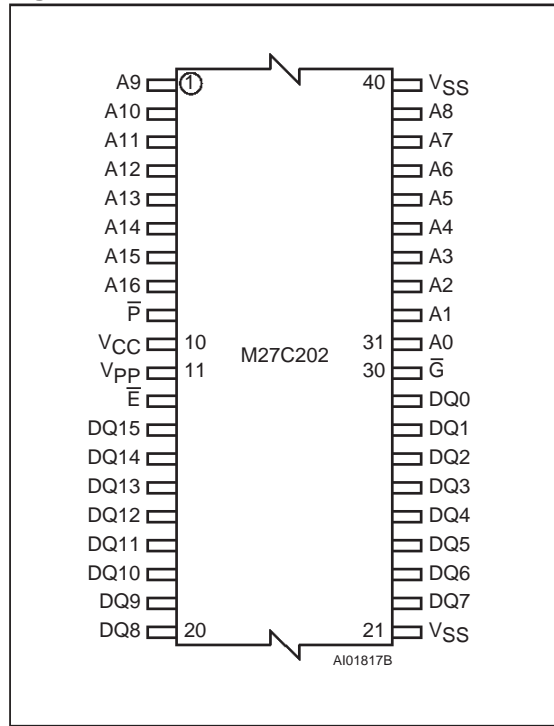 A9 1 40 VSS
A10 A8
A11 A7
A12 A6
A13 A5
A14 A4
A15 A3
A16 A2
P̅ A1
VCC 10 31 A0
M27C202
VPP 11 30 G̅
E̅ DQ0
DQ15 DQ1
DQ14 DQ2
DQ13 DQ3
DQ12 DQ4
DQ11 DQ5
DQ10 DQ6
DQ9 DQ7
DQ8 20 21 VSS
AI01817B